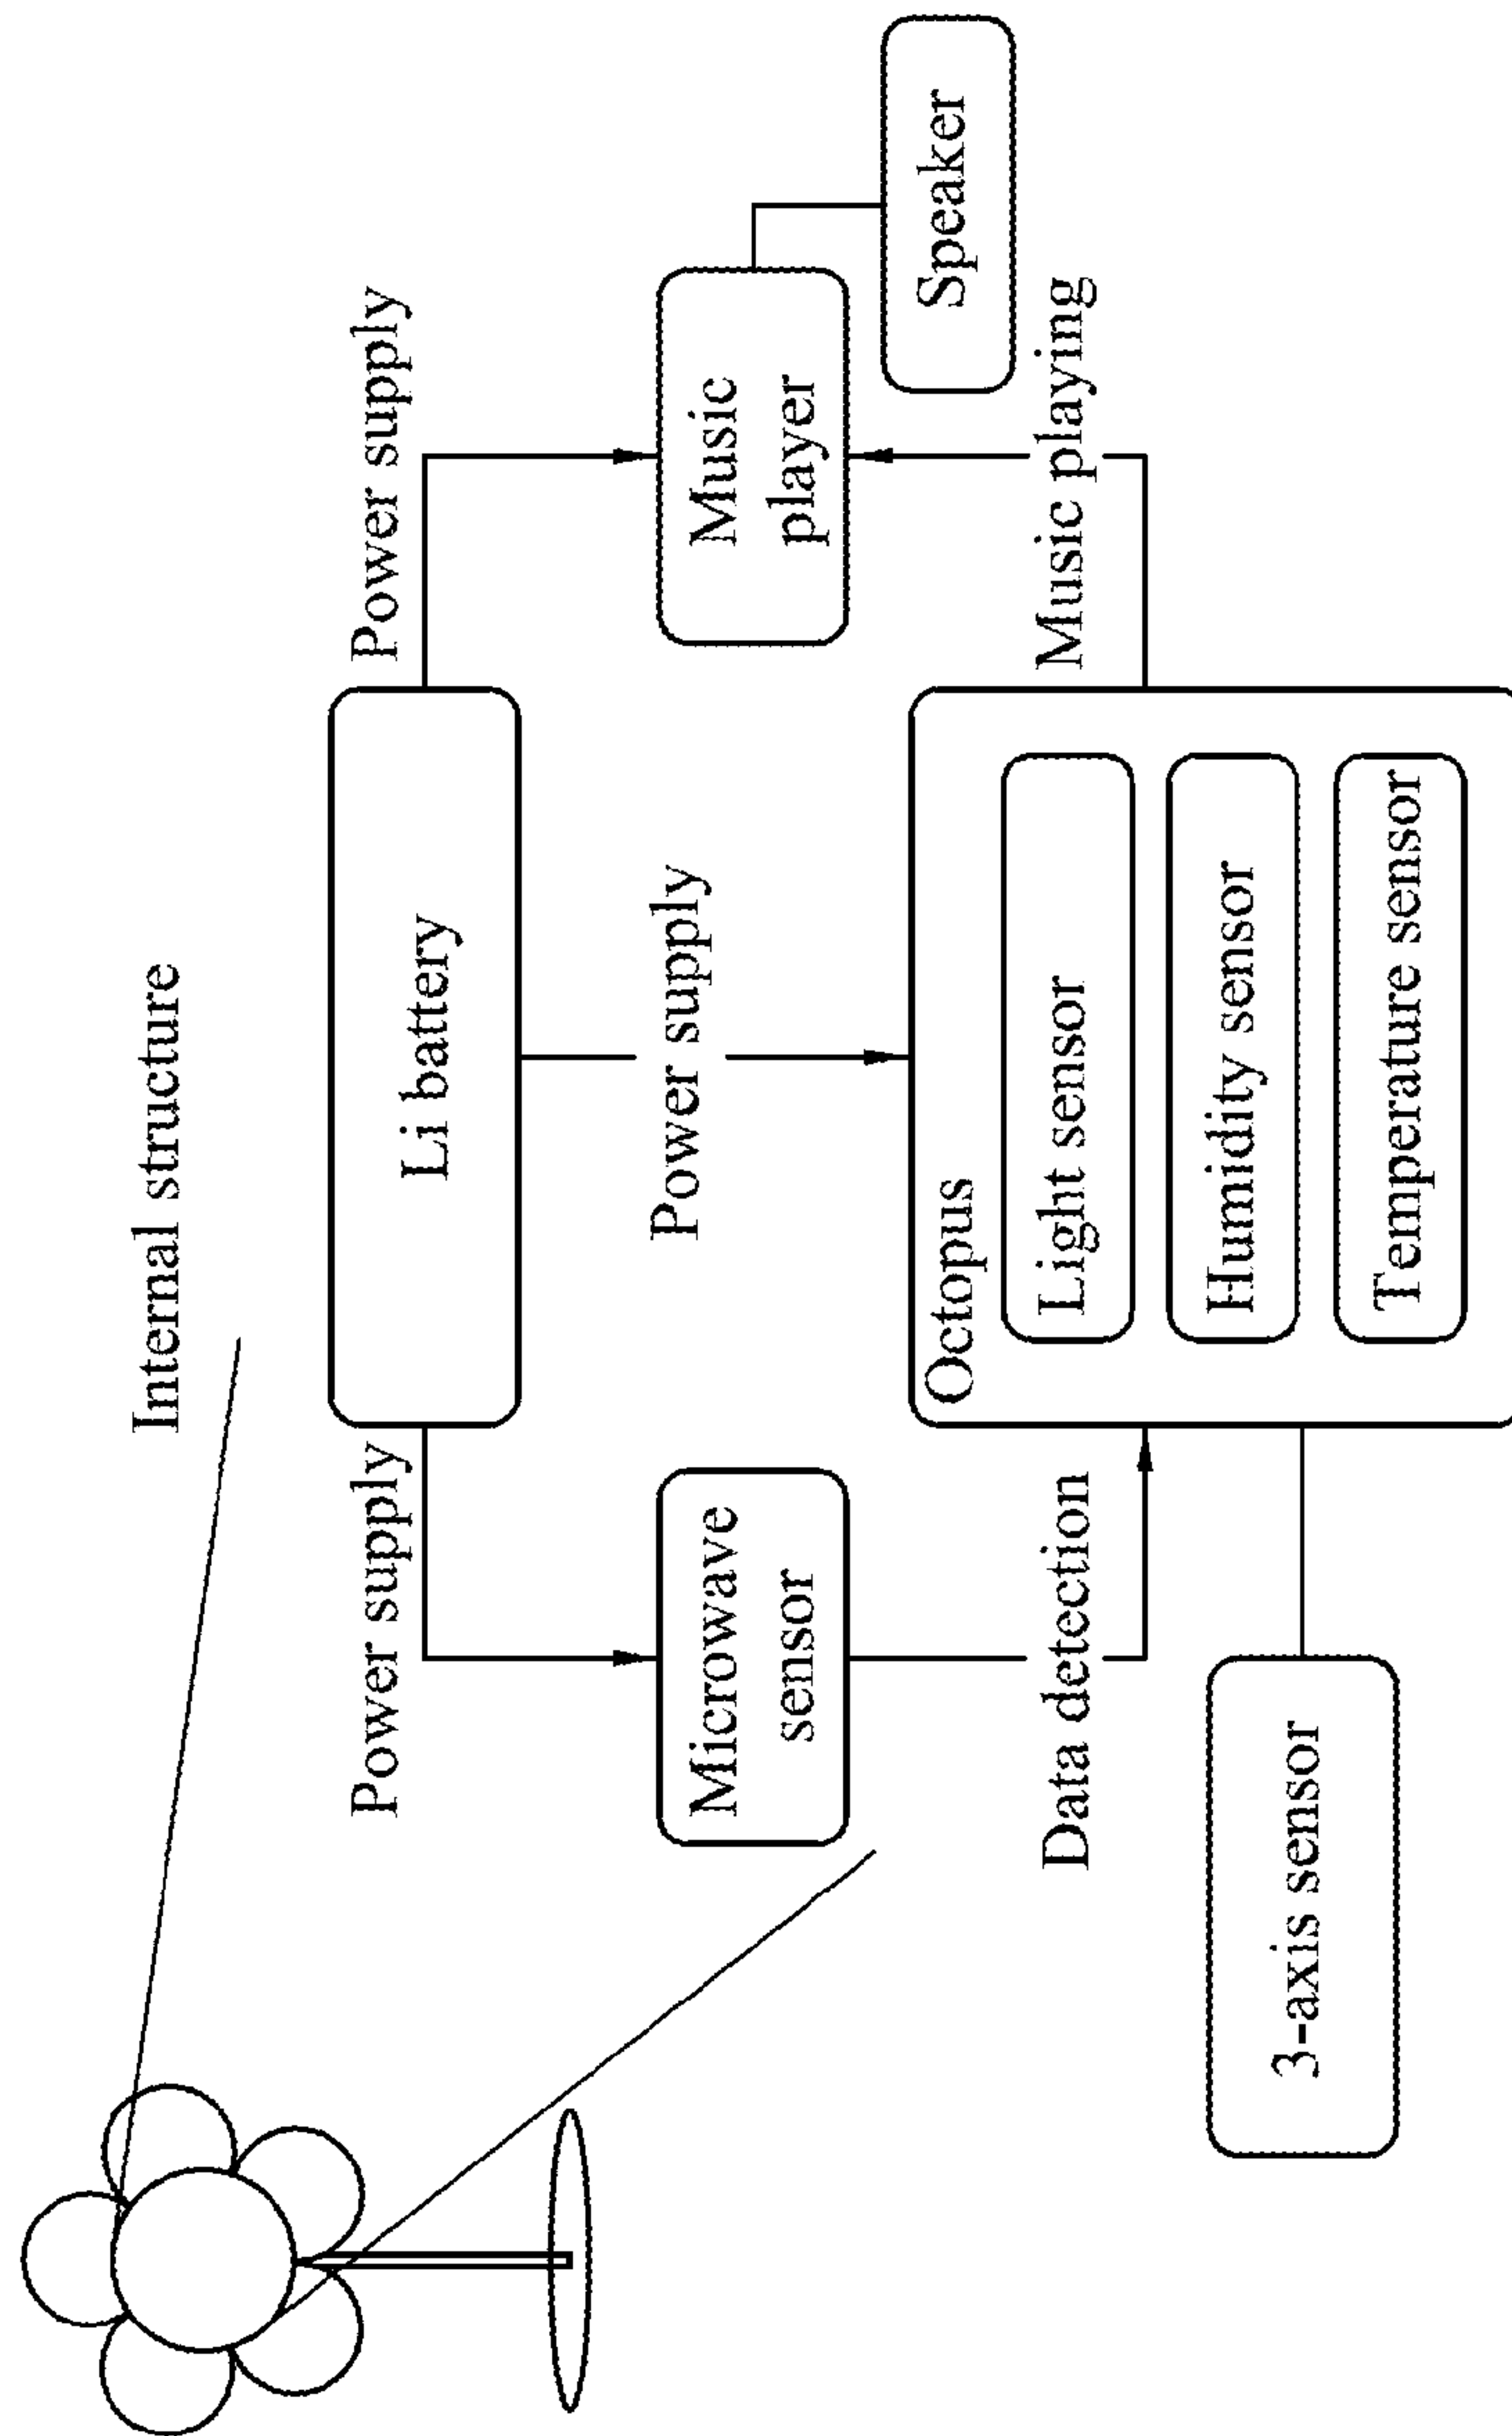 Internal structure
Power supply
Li battery
Power supply
Microwave
sensor
Power supply
Music
player
Speaker
Data detection
Octopus
Music playing
Light sensor
Humidity sensor
Temperature sensor
3-axis sensor